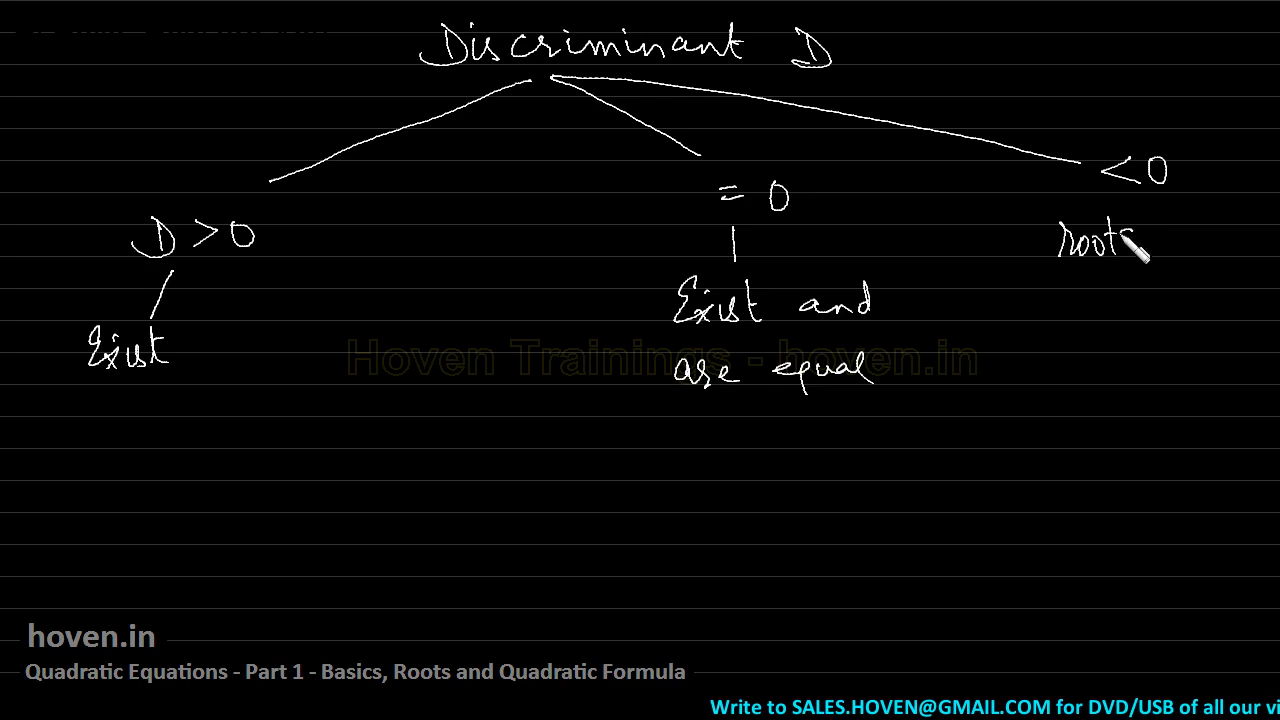 Discriminant D
D > 0
= 0
< 0
roots
Exist
Exist and
are equal
Hoven Trainings - hoven.in
hoven.in
Quadratic Equations - Part 1 - Basics, Roots and Quadratic Formula
Write to SALES.HOVEN@GMAIL.COM for DVD/USB of all our vi